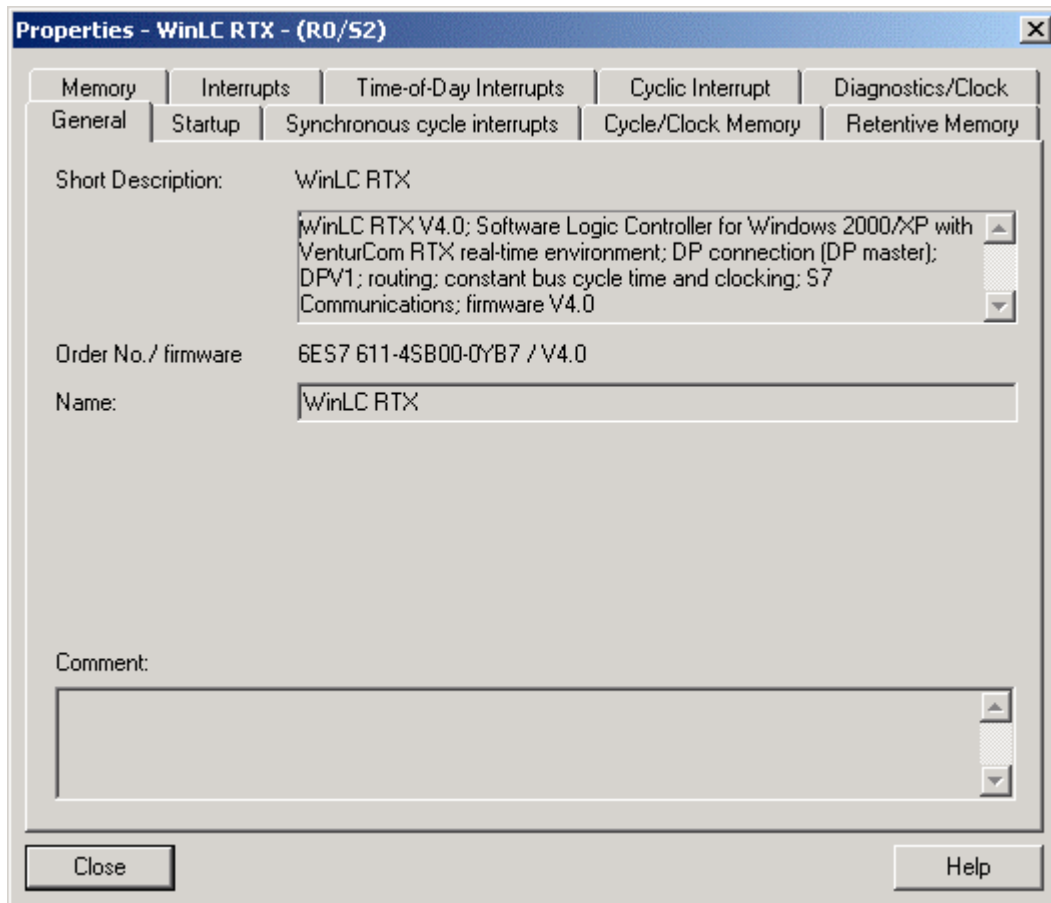 Properties - WinLC RTX - (R0/S2)
Memory Interrupts Time-of-Day Interrupts Cyclic Interrupt Diagnostics/Clock
General Startup Synchronous cycle interrupts Cycle/Clock Memory Retentive Memory
Short Description: WinLC RTX
WinLC RTX V4.0; Software Logic Controller for Windows 2000/XP with
VenturCom RTX real-time environment; DP connection (DP master);
DPV1; routing; constant bus cycle time and clocking; S7
Communications; firmware V4.0
Order No./ firmware 6ES7 611-4SB00-0YB7 / V4.0
Name: WinLC RTX
Comment:
Close Help